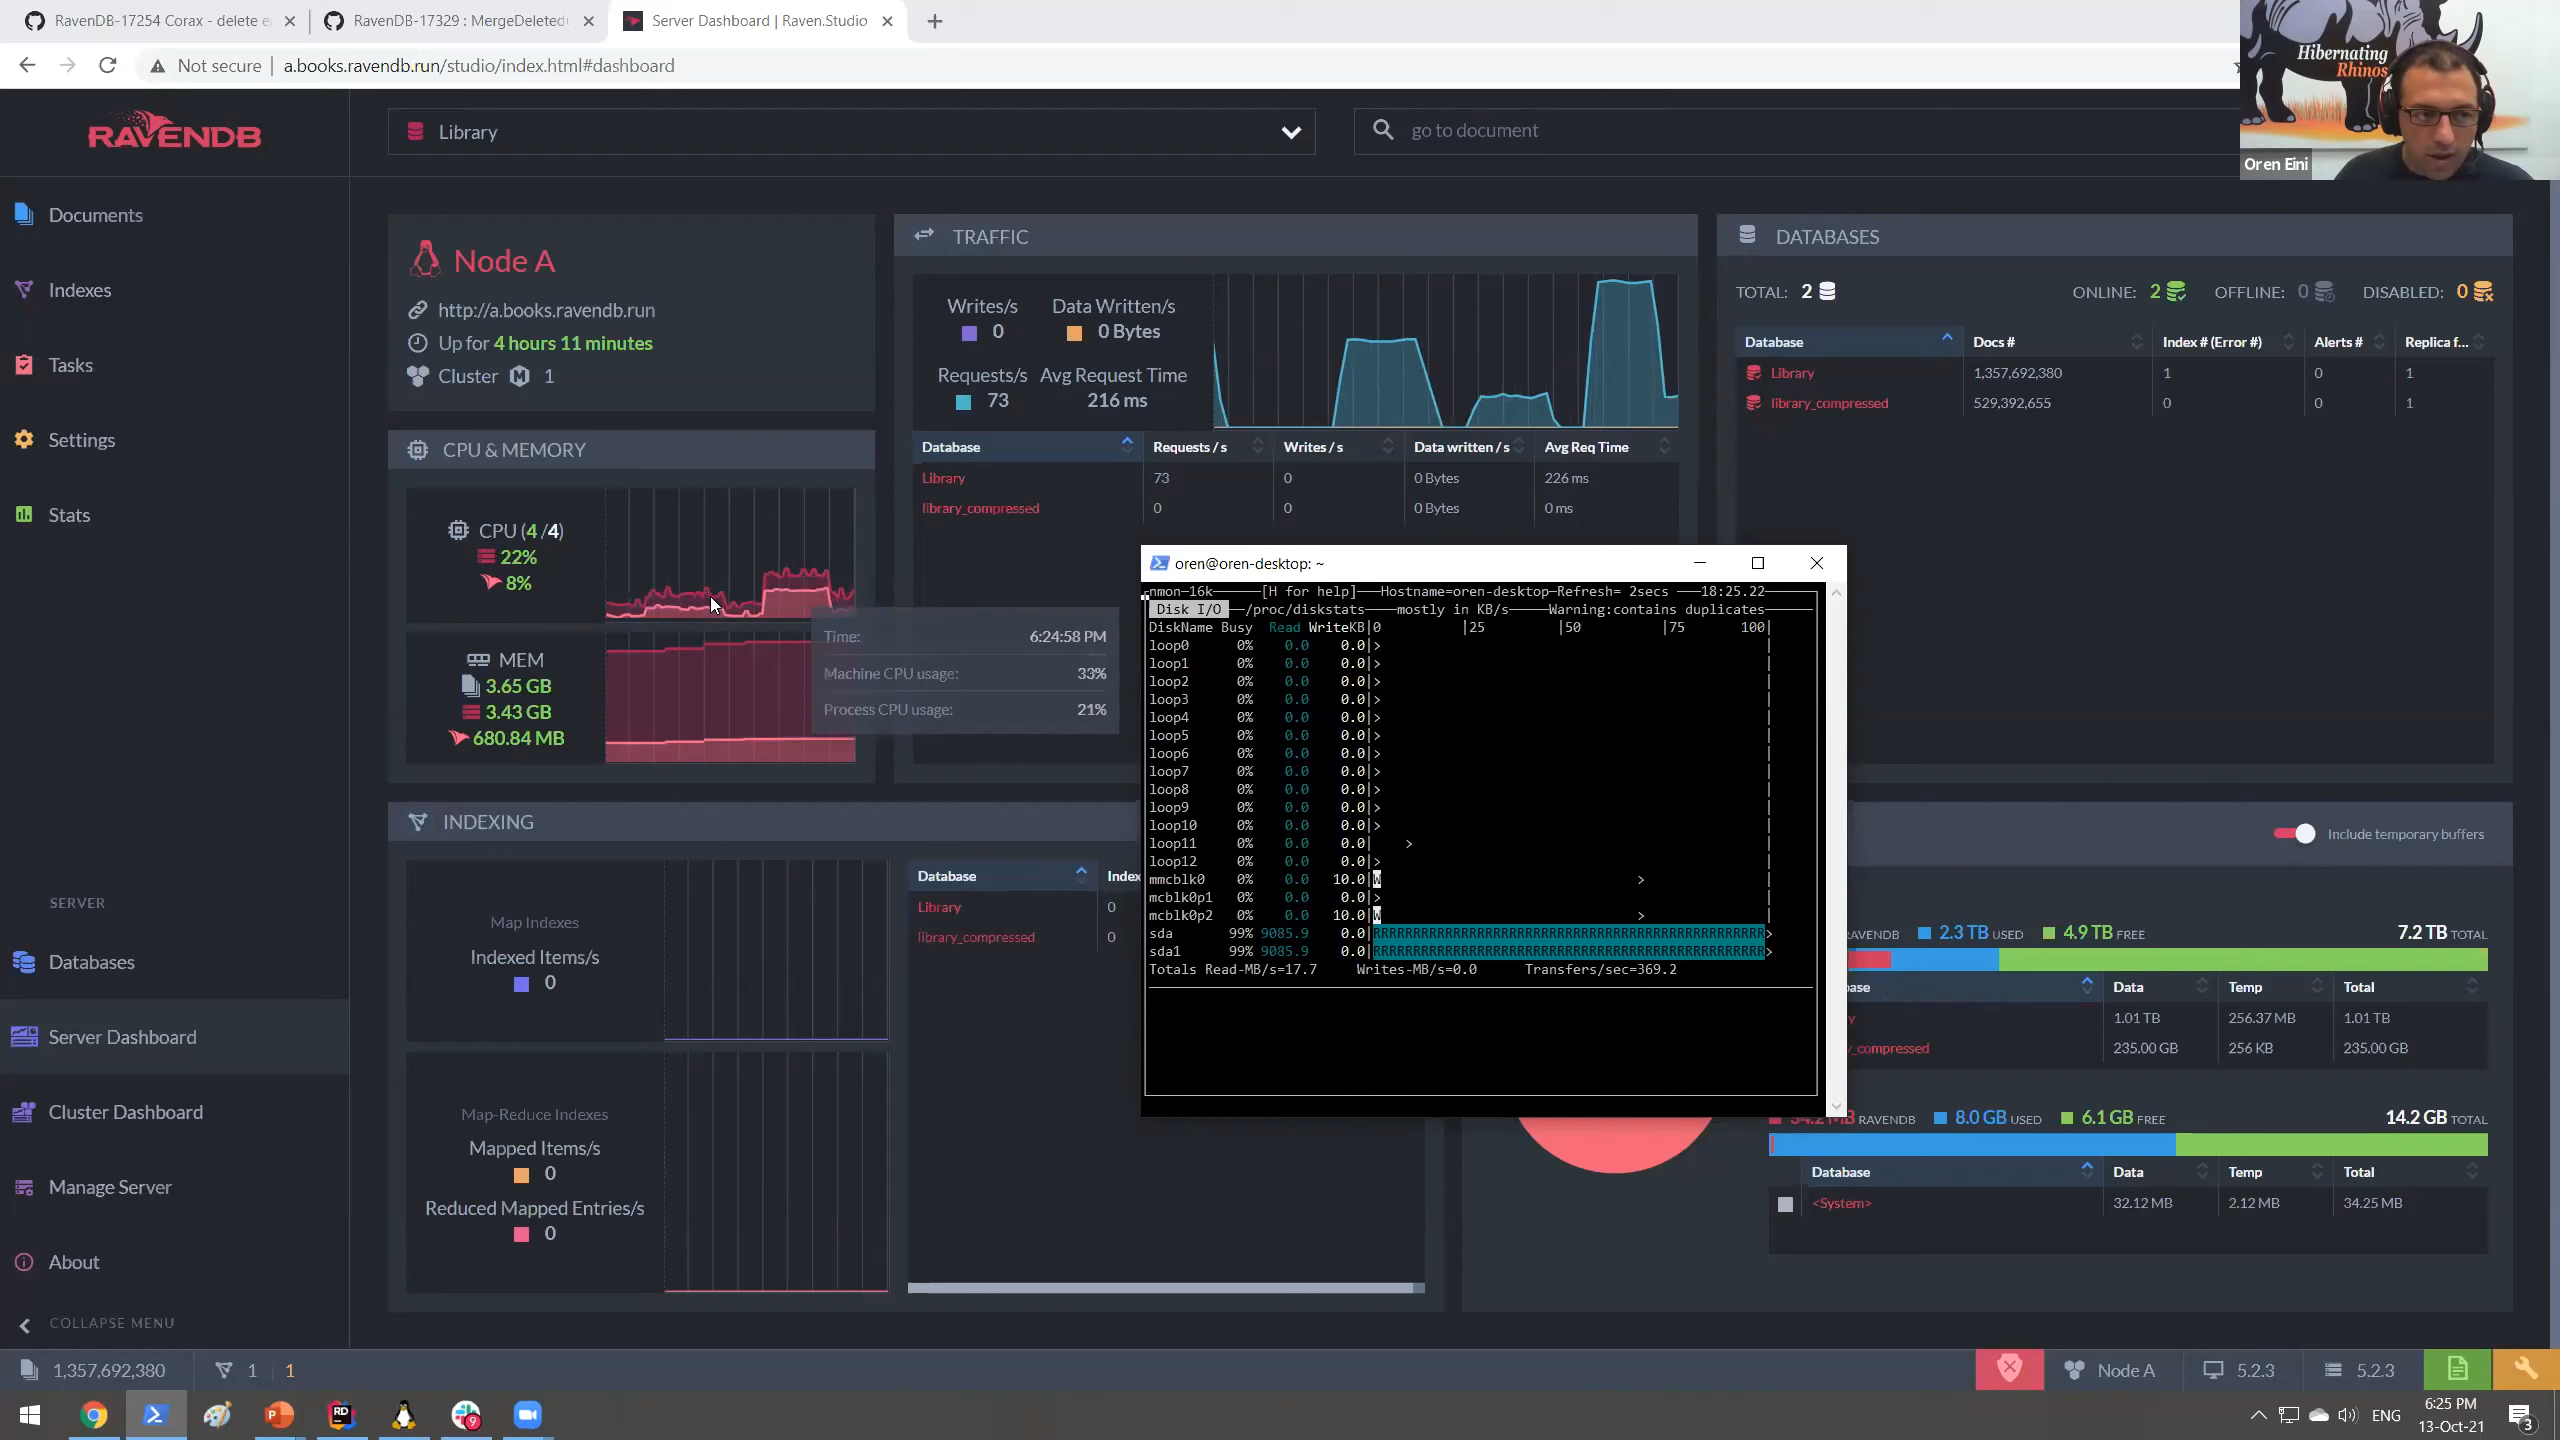 RavenDB-17254 Corax - delete e
RavenDB-17329 : MergeDeleted
Server Dashboard | Raven.Studio
Not secure | a.books.ravendb.run/studio/index.html#dashboard
Hibernating
Rhinos
Oren Eini
RAVENDB
Library
go to document
Documents
Indexes
Tasks
Settings
Stats
SERVER
Databases
Server Dashboard
Cluster Dashboard
Manage Server
About
COLLAPSE MENU
Node A
http://a.books.ravendb.run
Up for 4 hours 11 minutes
Cluster 1
CPU & MEMORY
CPU (4 /4)
22%
8%
MEM
3.65 GB
3.43 GB
680.84 MB
Time: 6:24:58 PM
Machine CPU usage: 33%
Process CPU usage: 21%
TRAFFIC
Writes/s Data Written/s
0 0 Bytes
Requests/s Avg Request Time
73 216 ms
Database Requests / s Writes / s Data written / s Avg Req Time
Library 73 0 0 Bytes 226 ms
library_compressed 0 0 0 Bytes 0 ms
DATABASES
TOTAL: 2 ONLINE: 2 OFFLINE: 0 DISABLED: 0
Database Docs # Index # (Error #) Alerts # Replica f...
Library 1,357,692,380 1 0 1
library_compressed 529,392,655 0 0 1
INDEXING
Map Indexes
Indexed Items/s
0
Map-Reduce Indexes
Mapped Items/s
0
Reduced Mapped Entries/s
0
Database Index
Library 0
library_compressed 0
oren@oren-desktop: ~
nmon-16k [H for help] Hostname=oren-desktop Refresh= 2secs 18:25.22
Disk I/O /proc/diskstats mostly in KB/s Warning:contains duplicates
DiskName Busy Read WriteKB|0 |25 |50 |75 100|
loop0 0% 0.0 0.0|> |
loop1 0% 0.0 0.0|> |
loop2 0% 0.0 0.0|> |
loop3 0% 0.0 0.0|> |
loop4 0% 0.0 0.0|> |
loop5 0% 0.0 0.0|> |
loop6 0% 0.0 0.0|> |
loop7 0% 0.0 0.0|> |
loop8 0% 0.0 0.0|> |
loop9 0% 0.0 0.0|> |
loop10 0% 0.0 0.0|> |
loop11 0% 0.0 0.0| > |
loop12 0% 0.0 0.0|> |
mmcblk0 0% 0.0 10.0|W > |
mcblk0p1 0% 0.0 0.0|> |
mcblk0p2 0% 0.0 10.0|W > |
sda 99% 9085.9 0.0|RRRRRRRRRRRRRRRRRRRRRRRRRRRRRRRRRRRRRRRRRRRRRRRRR>
sda1 99% 9085.9 0.0|RRRRRRRRRRRRRRRRRRRRRRRRRRRRRRRRRRRRRRRRRRRRRRRRR>
Totals Read-MB/s=17.7 Writes-MB/s=0.0 Transfers/sec=369.2
Include temporary buffers
AVENDB 2.3 TB USED 4.9 TB FREE 7.2 TB TOTAL
ase Data Temp Total
y 1.01 TB 256.37 MB 1.01 TB
y_compressed 235.00 GB 256 KB 235.00 GB
34.2 MB RAVENDB 8.0 GB USED 6.1 GB FREE 14.2 GB TOTAL
Database Data Temp Total
<System> 32.12 MB 2.12 MB 34.25 MB
1,357,692,380 1 1
Node A 5.2.3 5.2.3
RD
9
ENG
6:25 PM
13-Oct-21
3